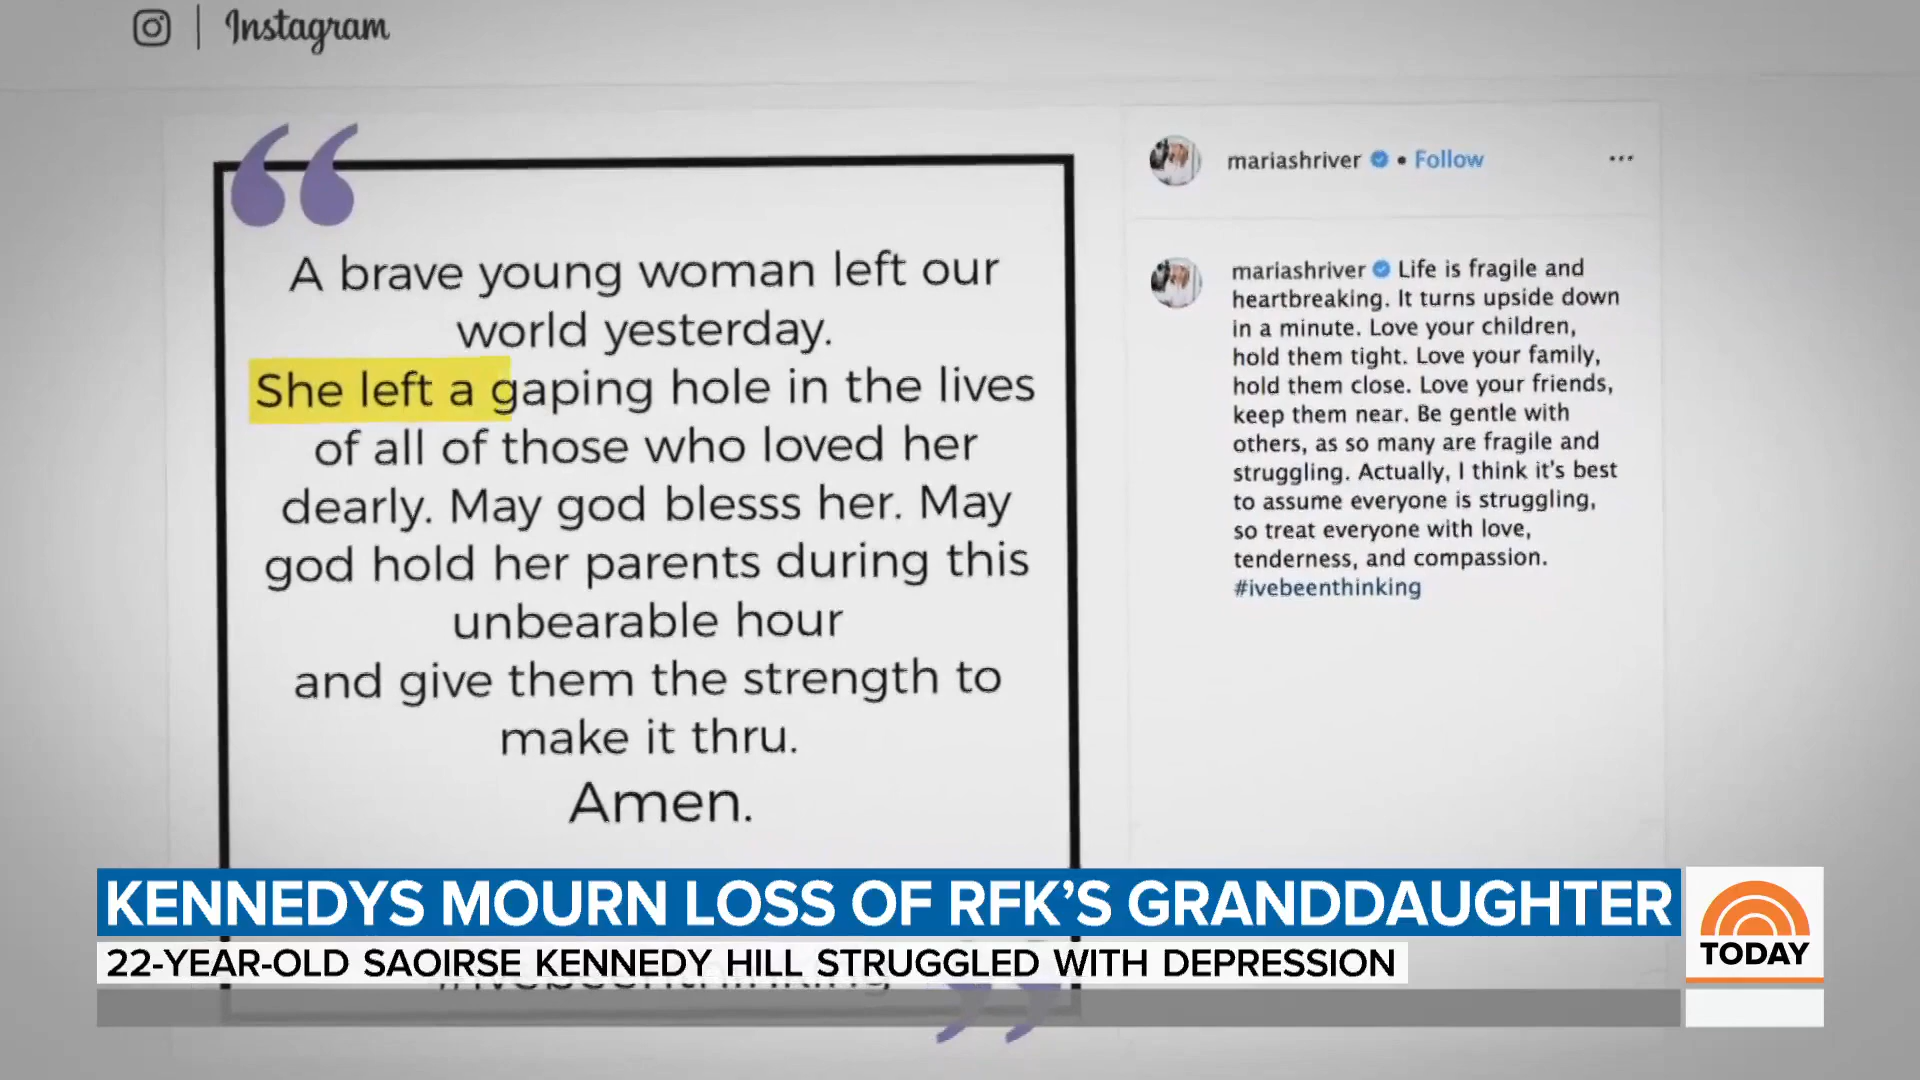 Instagram
A brave young woman left our
world yesterday.
She left a gaping hole in the lives
of all of those who loved her
dearly. May god blesss her. May
god hold her parents during this
unbearable hour
and give them the strength to
make it thru.
Amen.
#ivebeenthinking
mariashriver • Follow
mariashriver Life is fragile and
heartbreaking. It turns upside down
in a minute. Love your children,
hold them tight. Love your family,
hold them close. Love your friends,
keep them near. Be gentle with
others, as so many are fragile and
struggling. Actually, I think it's best
to assume everyone is struggling,
so treat everyone with love,
tenderness, and compassion.
#ivebeenthinking
KENNEDYS MOURN LOSS OF RFK'S GRANDDAUGHTER
22-YEAR-OLD SAOIRSE KENNEDY HILL STRUGGLED WITH DEPRESSION
TODAY